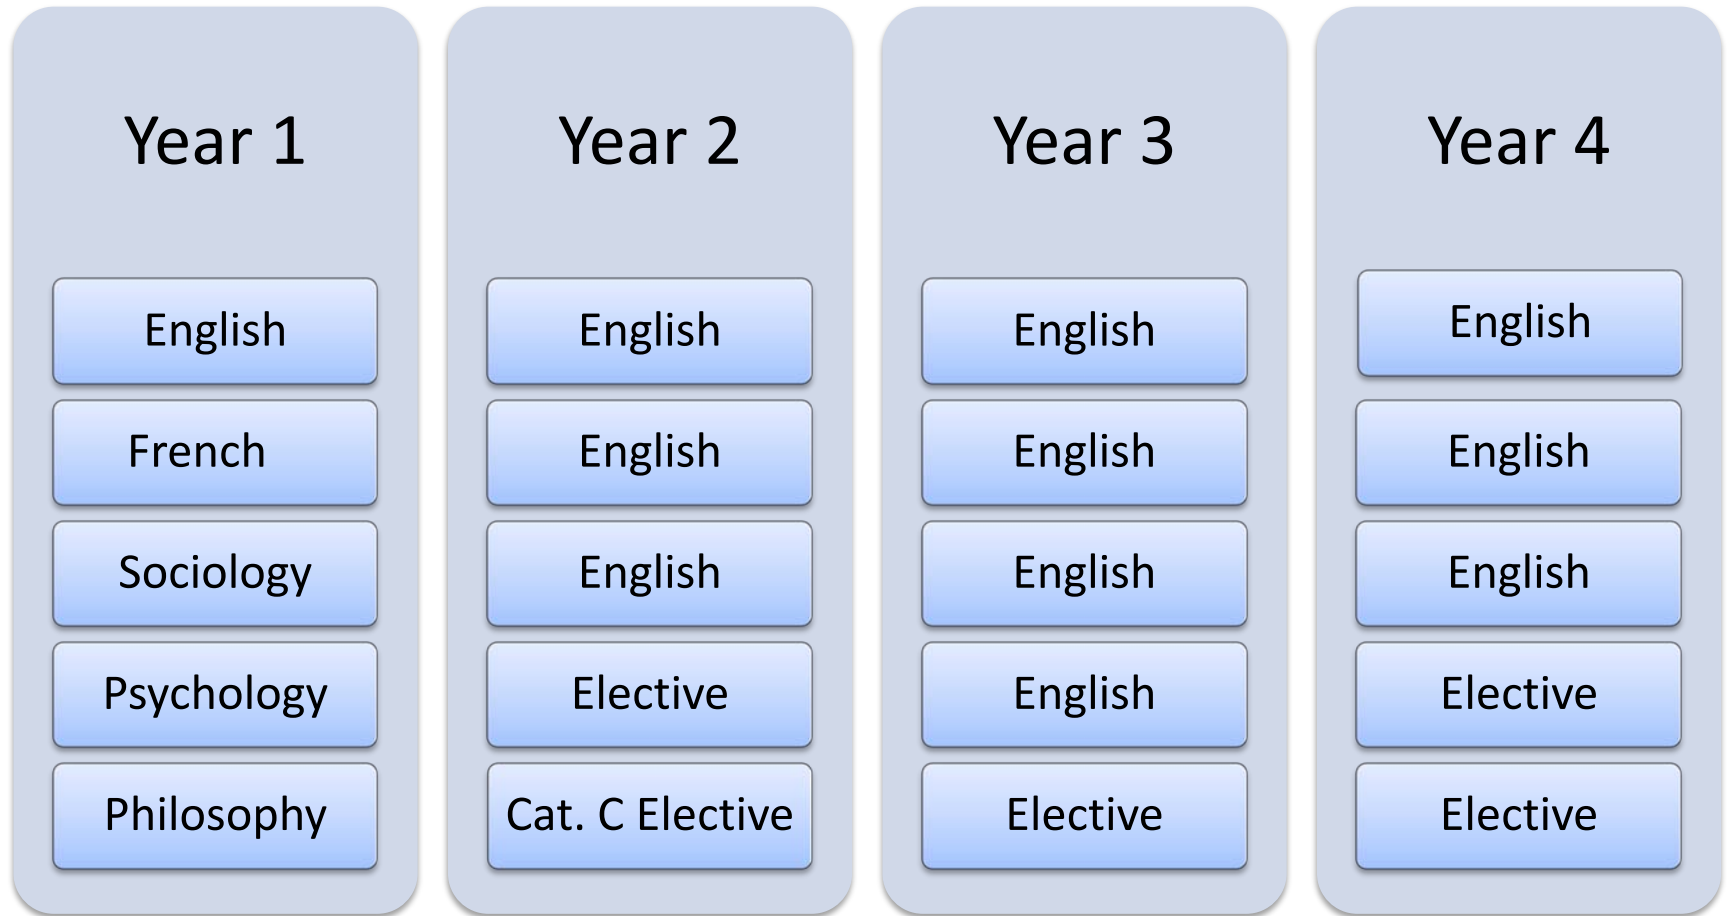 Year 1
English
French
Sociology
Psychology
Philosophy
Year 2
English
English
English
Elective
Cat. C Elective
Year 3
English
English
English
English
Elective
Year 4
English
English
English
Elective
Elective